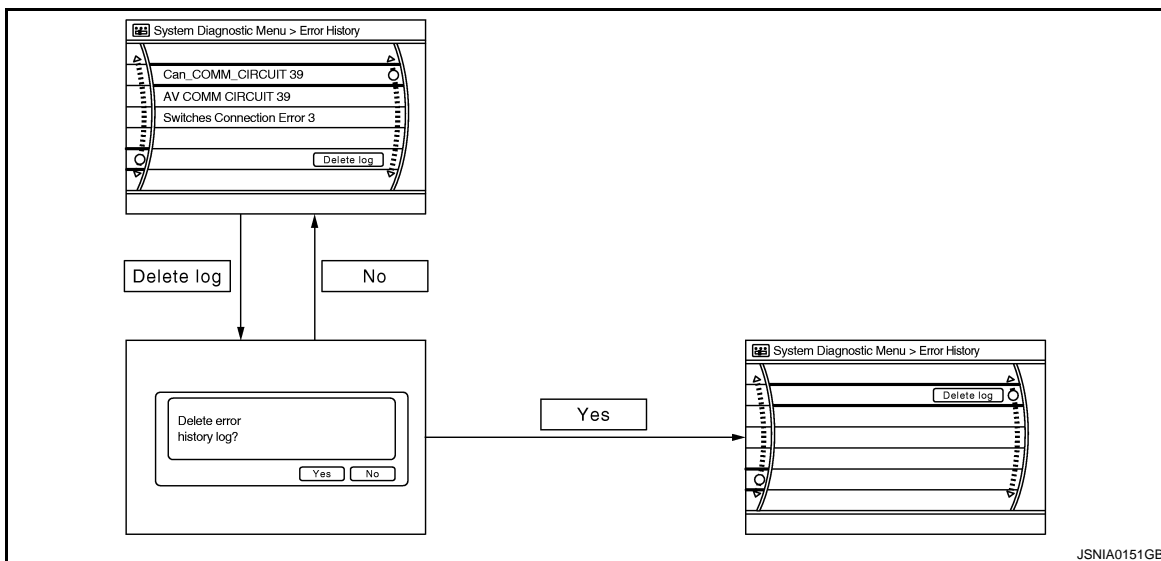 System Diagnostic Menu > Error History
Can_COMM_CIRCUIT 39
AV COMM CIRCUIT 39
Switches Connection Error 3
Delete log
Delete log
No
Delete error
history log?
Yes
No
Yes
System Diagnostic Menu > Error History
Delete log
JSNIA0151GB